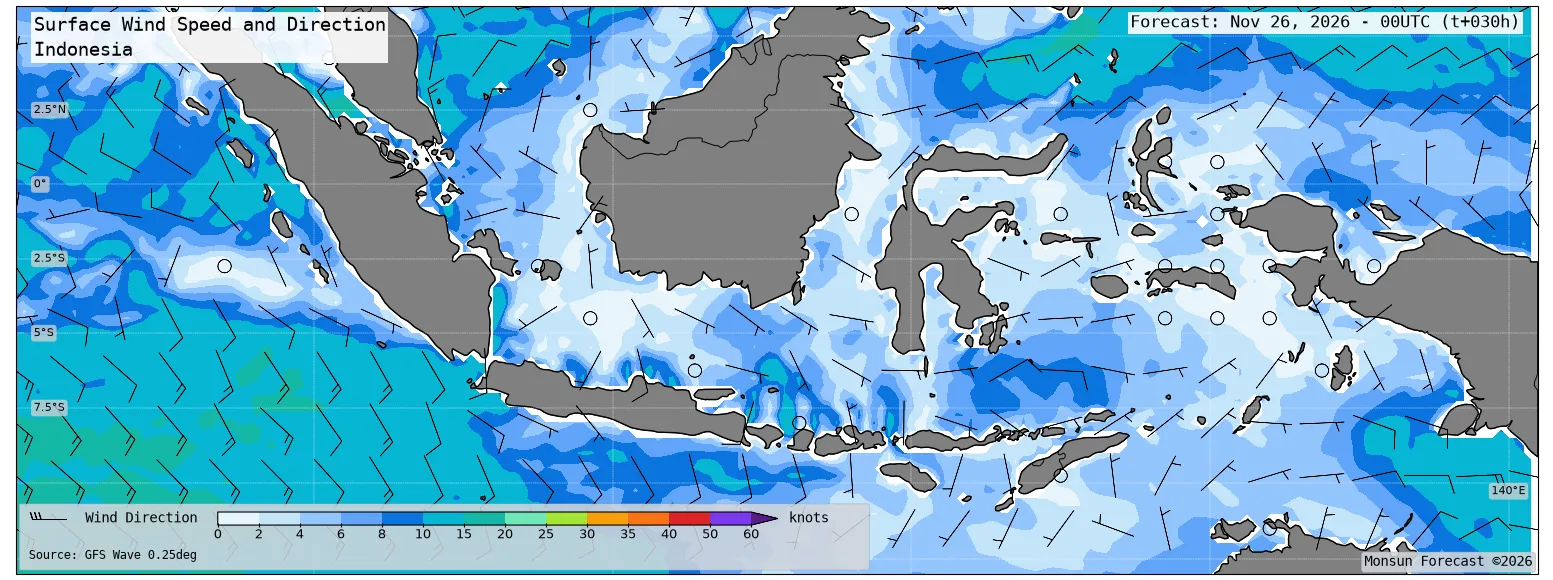 Surface Wind Speed and Direction
Indonesia
Forecast: Nov 26, 2026 - 00UTC (t+030h)
2.5°N
0°
2.5°S
5°S
7.5°S
140°E
Wind Direction
0 2 4 6 8 10 15 20 25 30 35 40 50 60
knots
Source: GFS Wave 0.25deg
Monsun Forecast ©2026